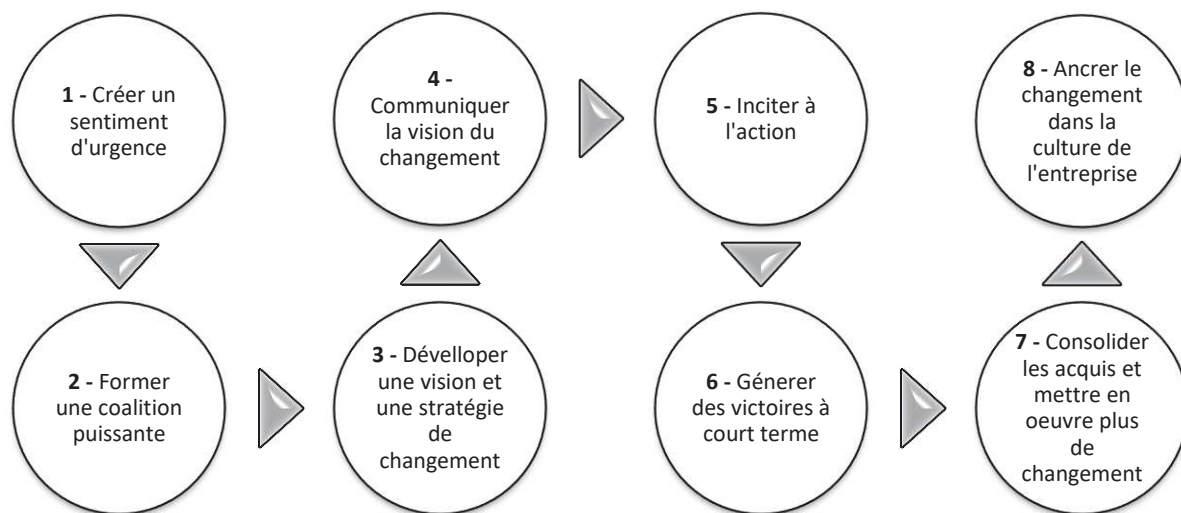 1 - Créer un
sentiment
d'urgence
2 - Former
une coalition
puissante
3 - Dévelloper
une vision et
une stratégie
de
changement
4 -
Communiquer
la vision du
changement
5 - Inciter à
l'action
6 - Génerer
des victoires à
court terme
7 - Consolider
les acquis et
mettre en
oeuvre plus
de
changement
8 - Ancrer le
changement
dans la
culture de
l'entreprise